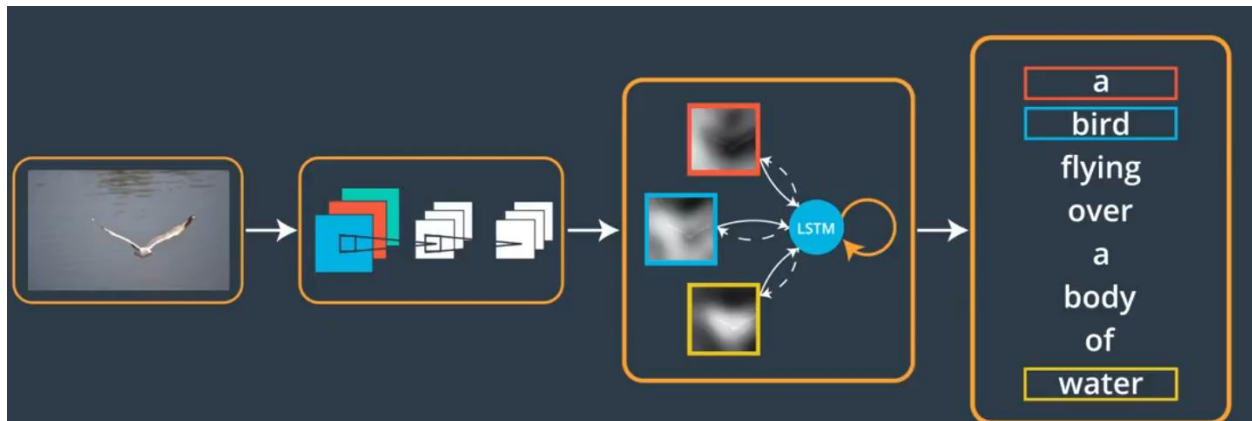 LSTM
a
bird
flying
over
a
body
of
water